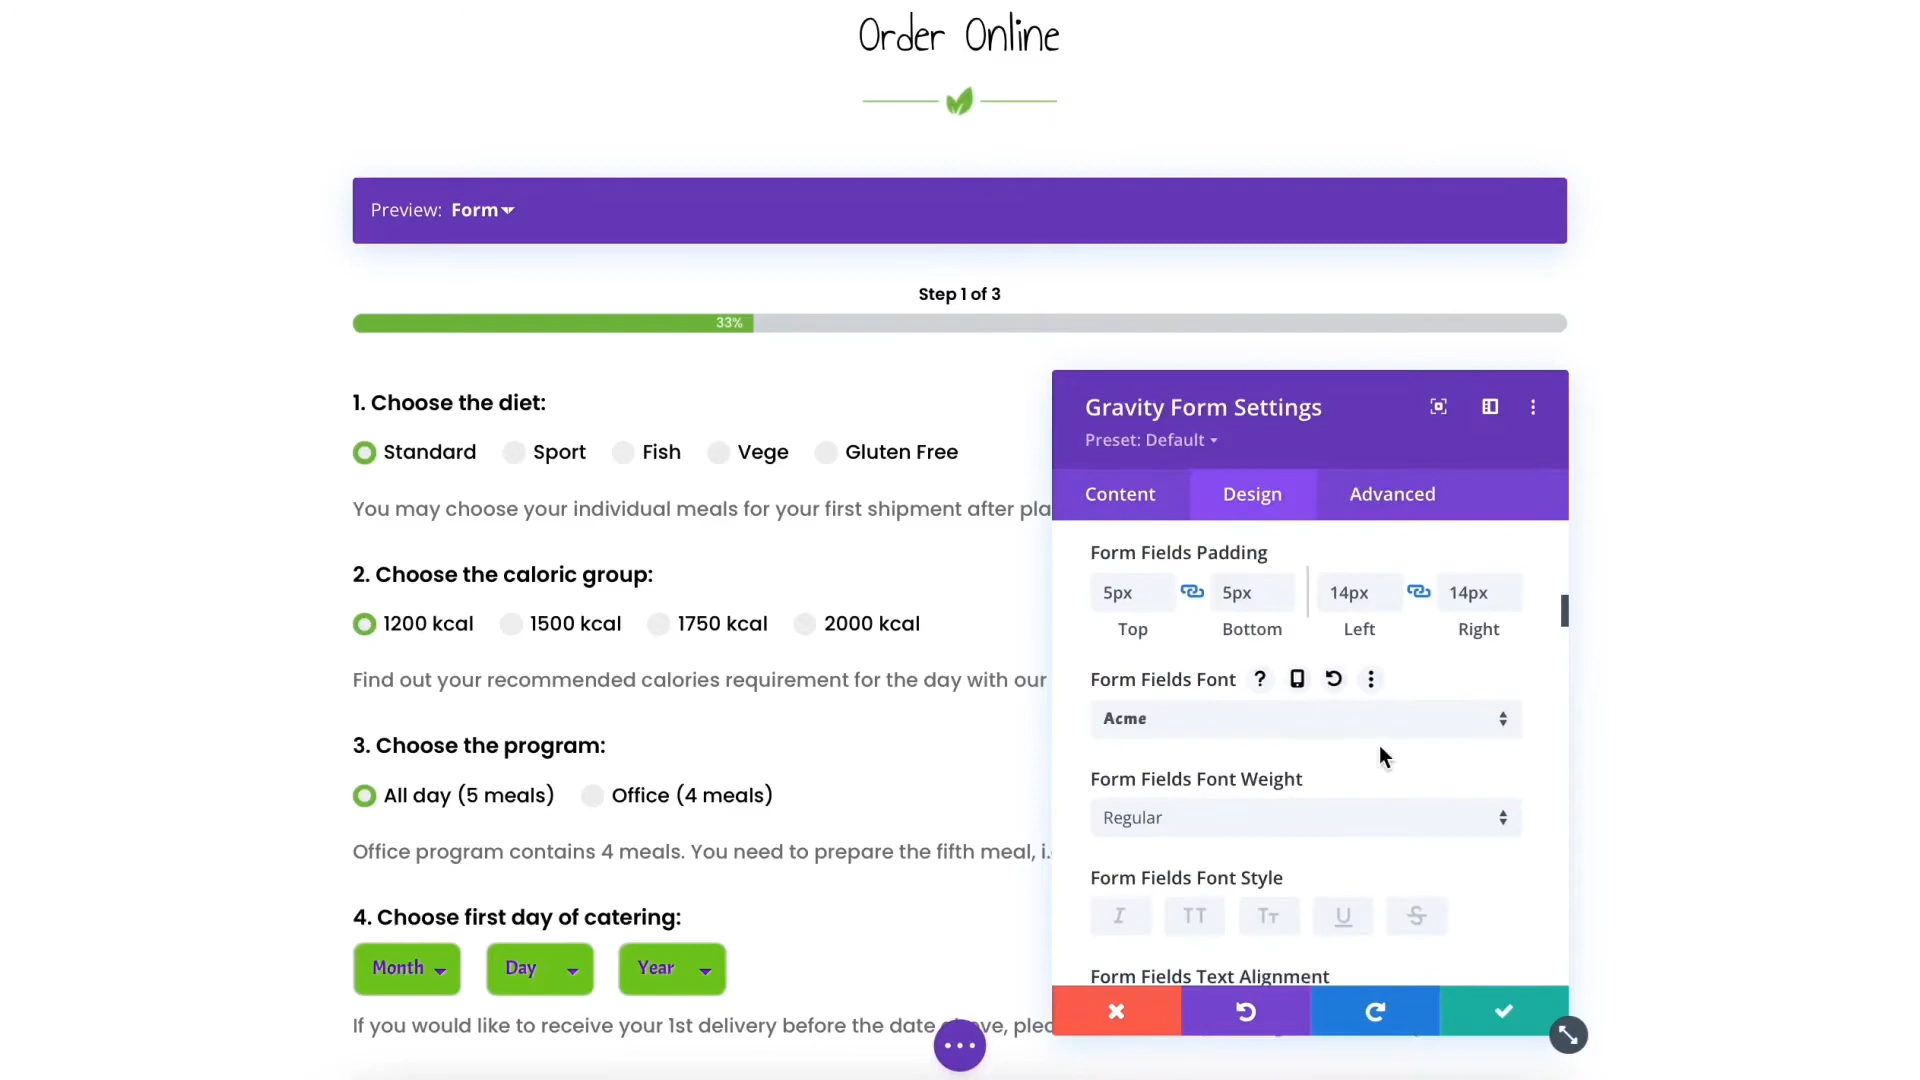 Order Online
Preview: Form
Step 1 of 3
33%
1. Choose the diet:
Standard Sport Fish Vege Gluten Free
You may choose your individual meals for your first shipment after pla
2. Choose the caloric group:
1200 kcal 1500 kcal 1750 kcal 2000 kcal
Find out your recommended calories requirement for the day with our
3. Choose the program:
All day (5 meals) Office (4 meals)
Office program contains 4 meals. You need to prepare the fifth meal, i.
4. Choose first day of catering:
Month Day Year
If you would like to receive your 1st delivery before the date above, plea
Gravity Form Settings
Preset: Default
Content Design Advanced
Form Fields Padding
5px 5px 14px 14px
Top Bottom Left Right
Form Fields Font ?
Acme
Form Fields Font Weight
Regular
Form Fields Font Style
I TT Tт U S
Form Fields Text Alignment